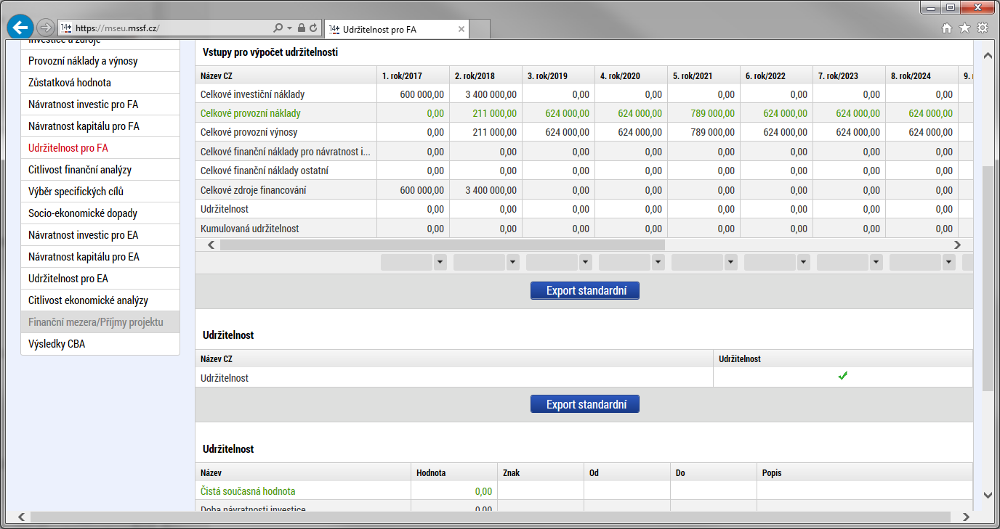 https://mseu.mssf.cz/
14+ Udržitelnost pro FA
Investice a zdroje
Provozní náklady a výnosy
Zůstatková hodnota
Návratnost investic pro FA
Návratnost kapitálu pro FA
Udržitelnost pro FA
Citlivost finanční analýzy
Výběr specifických cílů
Socio-ekonomické dopady
Návratnost investic pro EA
Návratnost kapitálu pro EA
Udržitelnost pro EA
Citlivost ekonomické analýzy
Finanční mezera/Příjmy projektu
Výsledky CBA
Vstupy pro výpočet udržitelnosti
Název CZ 1. rok/2017 2. rok/2018 3. rok/2019 4. rok/2020 5. rok/2021 6. rok/2022 7. rok/2023 8. rok/2024 9.
Celkové investiční náklady 600 000,00 3 400 000,00 0,00 0,00 0,00 0,00 0,00 0,00
Celkové provozní náklady 0,00 211 000,00 624 000,00 624 000,00 789 000,00 624 000,00 624 000,00 624 000,00
Celkové provozní výnosy 0,00 211 000,00 624 000,00 624 000,00 789 000,00 624 000,00 624 000,00 624 000,00
Celkové finanční náklady pro návratnost i... 0,00 0,00 0,00 0,00 0,00 0,00 0,00 0,00
Celkové finanční náklady ostatní 0,00 0,00 0,00 0,00 0,00 0,00 0,00 0,00
Celkové zdroje financování 600 000,00 3 400 000,00 0,00 0,00 0,00 0,00 0,00 0,00
Udržitelnost 0,00 0,00 0,00 0,00 0,00 0,00 0,00 0,00
Kumulovaná udržitelnost 0,00 0,00 0,00 0,00 0,00 0,00 0,00 0,00
Export standardní
Udržitelnost
Název CZ Udržitelnost
Udržitelnost
Export standardní
Udržitelnost
Název Hodnota Znak Od Do Popis
Čistá současná hodnota 0,00
Doba návratnosti investice 0,00